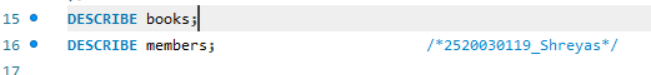 15 DESCRIBE books;
16 DESCRIBE members; /*2520030119_Shreyas*/
17